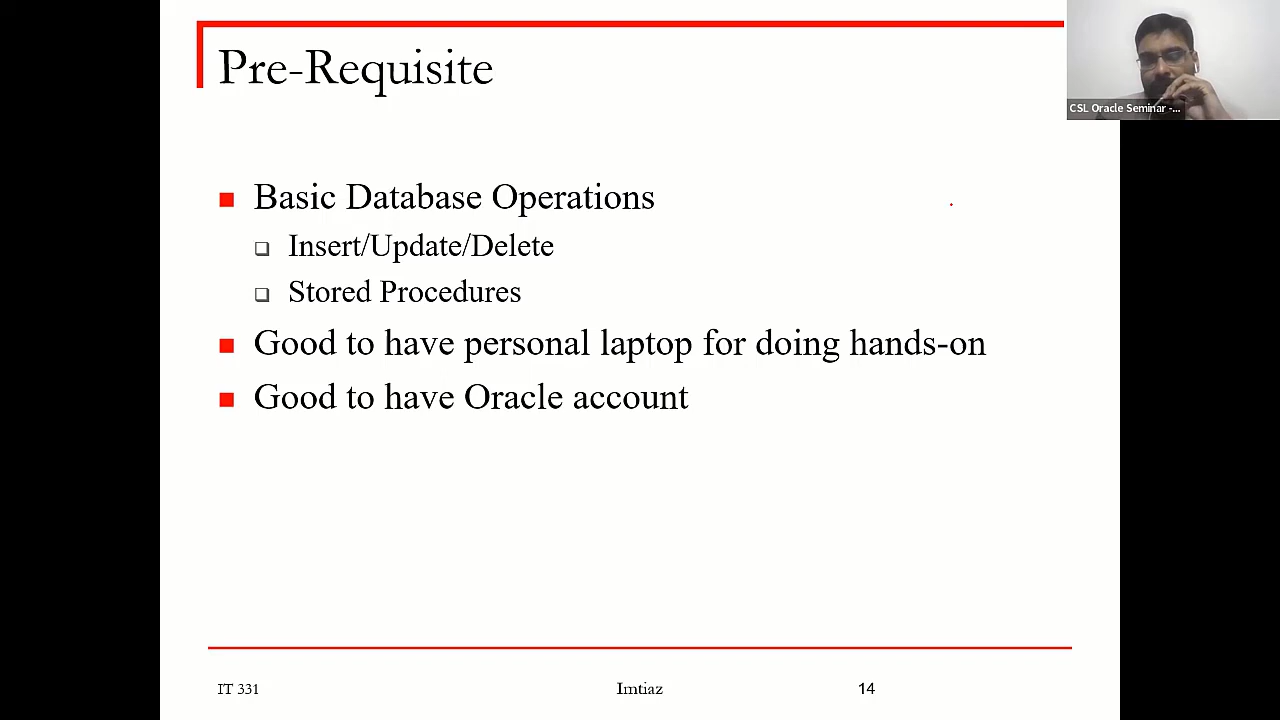 Pre-Requisite
CSL Oracle Seminar -...
Basic Database Operations
Insert/Update/Delete
Stored Procedures
Good to have personal laptop for doing hands-on
Good to have Oracle account
IT 331
Imtiaz
14